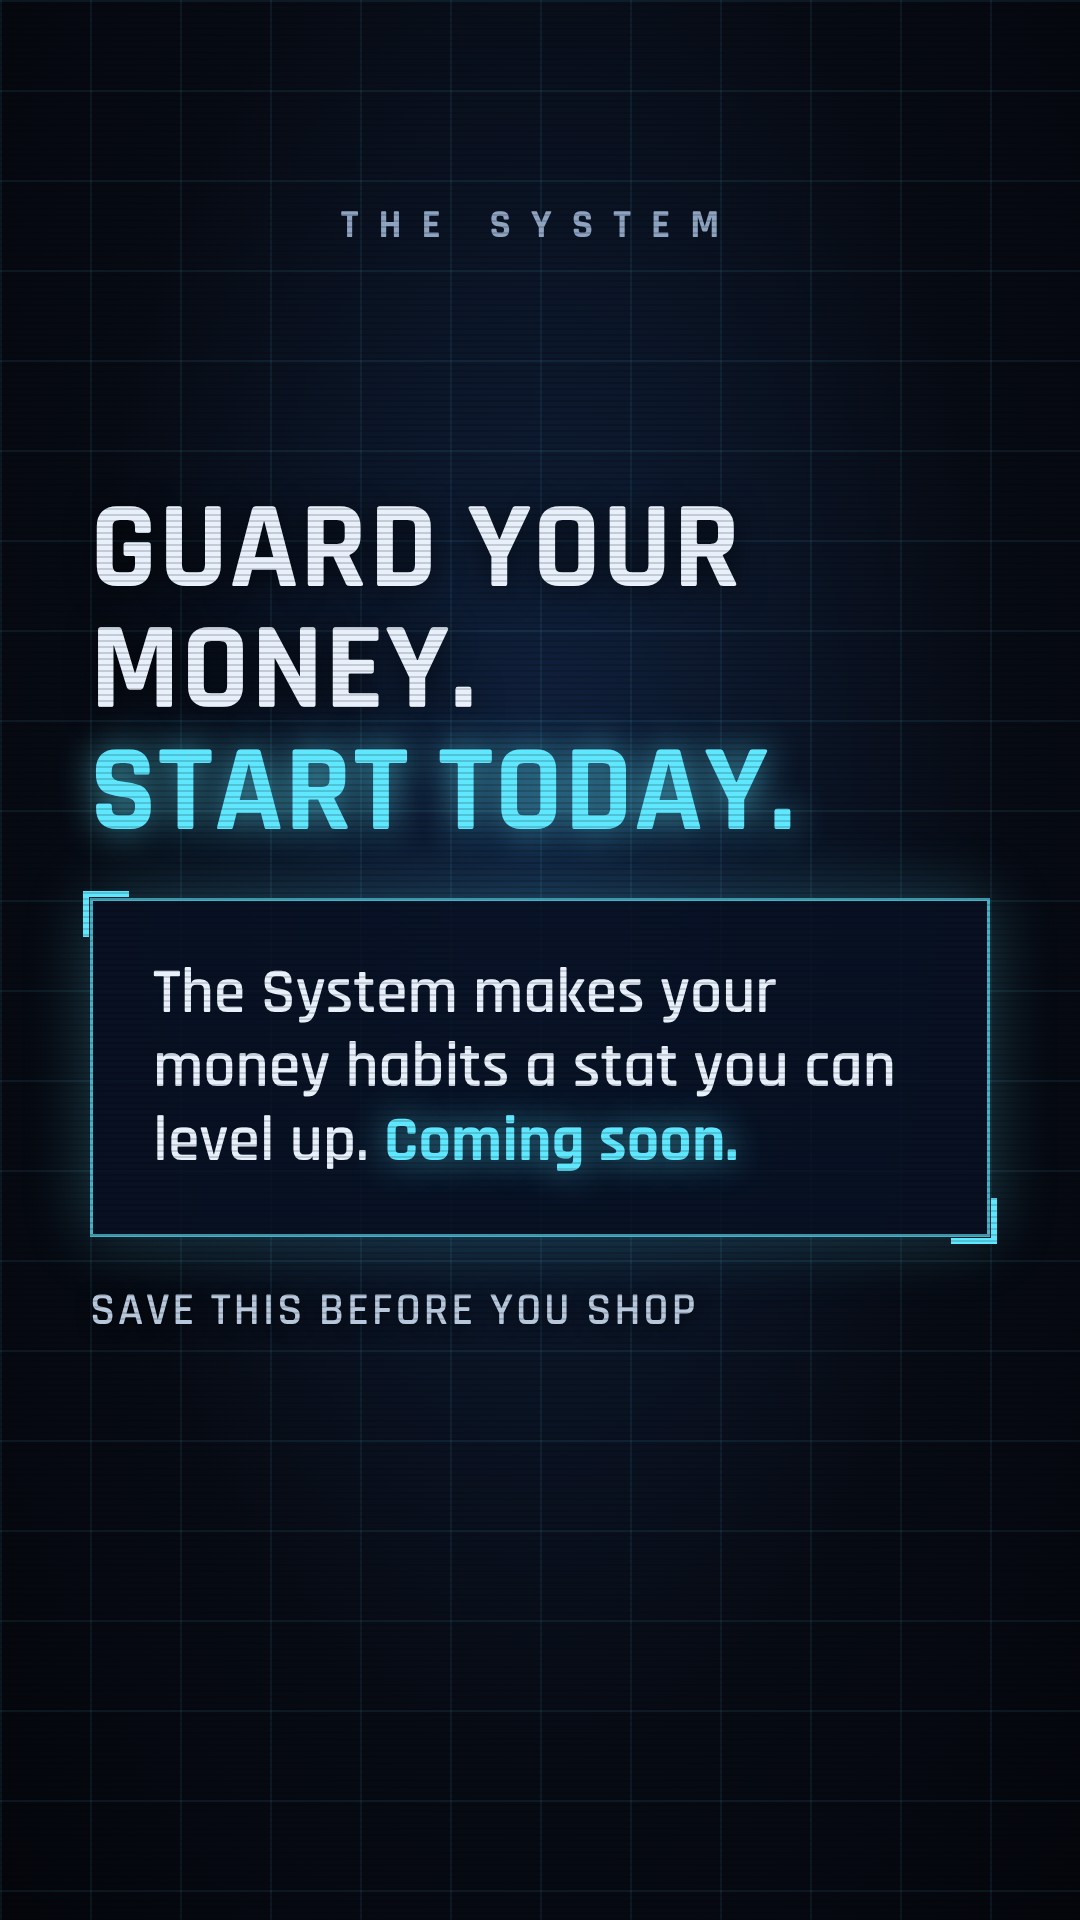 THE SYSTEM
GUARD YOUR
MONEY.
START TODAY.
The System makes your
money habits a stat you can
level up. Coming soon.
SAVE THIS BEFORE YOU SHOP